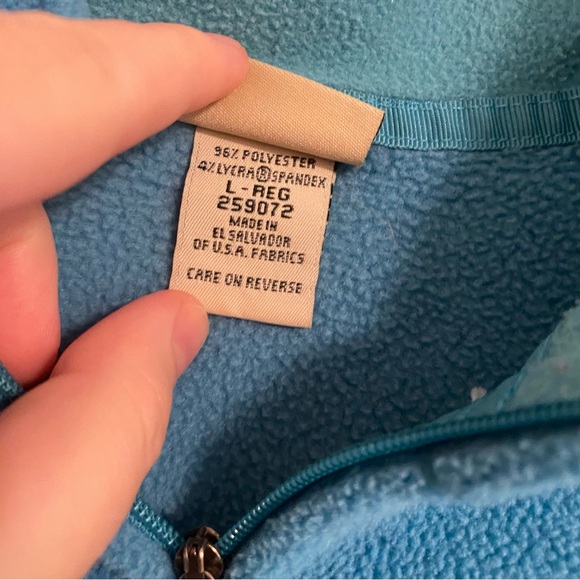 96% POLYESTER
4% LYCRA® SPANDEX
L-REG
259072
MADE IN
EL SALVADOR
OF U.S.A. FABRICS
CARE ON REVERSE